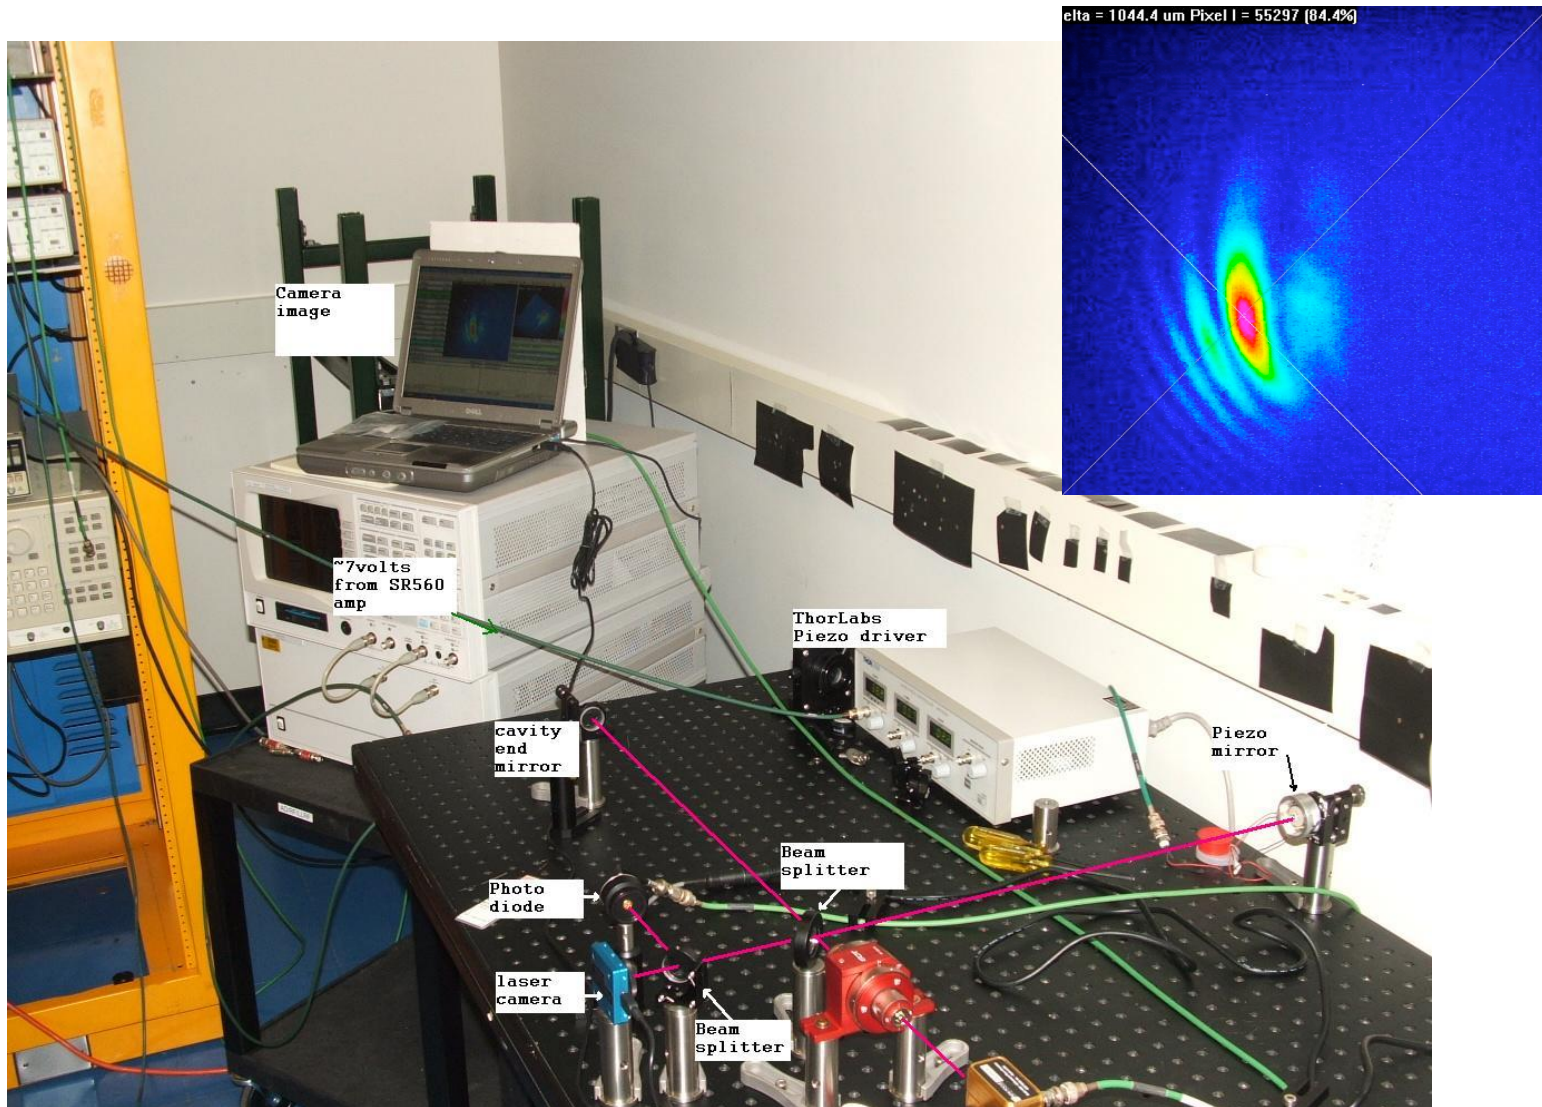 elta = 1044.4 um Pixel I = 55297 (84.4%)
Camera
image
DELL
~7volts
from SR560
amp
ThorLabs
Piezo driver
cavity
end
mirror
Piezo
mirror
Beam
splitter
Photo
diode
laser
camera
Beam
splitter